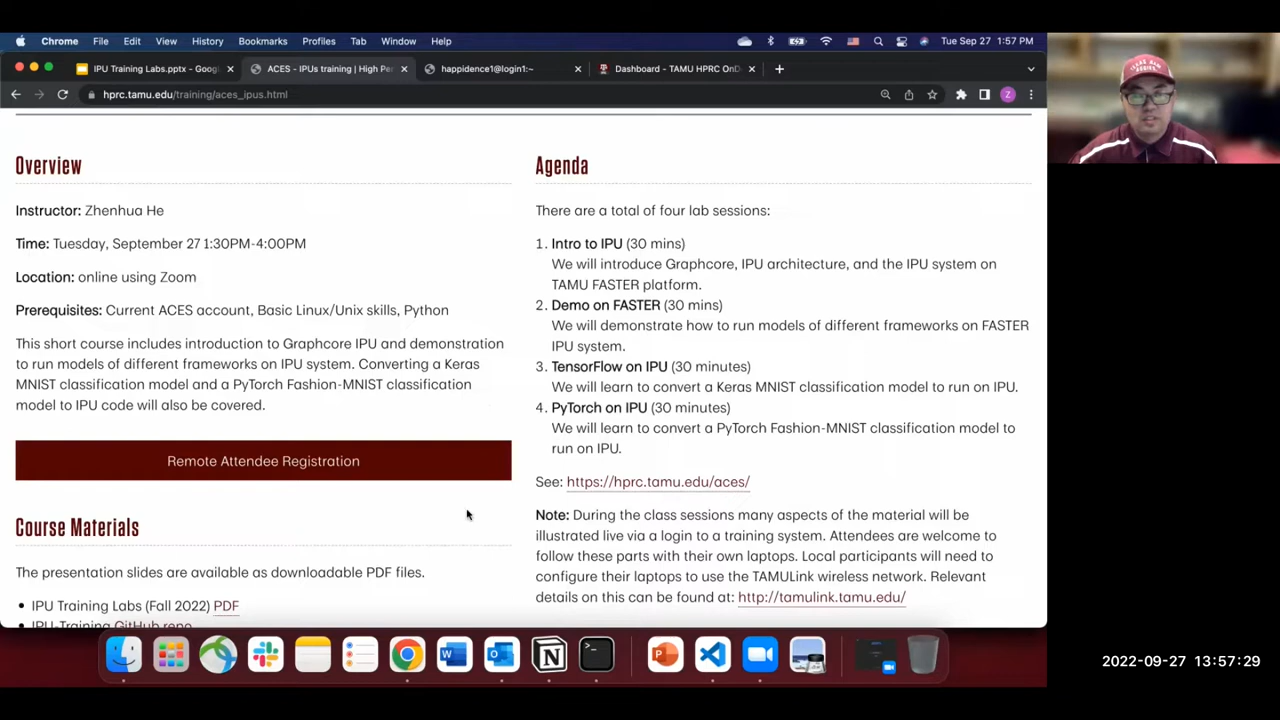 Chrome File Edit View History Bookmarks Profiles Tab Window Help Tue Sep 27 1:57 PM
IPU Training Labs.pptx - Goog ACES - IPUs training | High Pe happidence1@login1:~ Dashboard - TAMU HPRC OnD
hprc.tamu.edu/training/aces_ipus.html
Z
Overview
Instructor: Zhenhua He
Time: Tuesday, September 27 1:30PM-4:00PM
Location: online using Zoom
Prerequisites: Current ACES account, Basic Linux/Unix skills, Python
This short course includes introduction to Graphcore IPU and demonstration
to run models of different frameworks on IPU system. Converting a Keras
MNIST classification model and a PyTorch Fashion-MNIST classification
model to IPU code will also be covered.
Remote Attendee Registration
Course Materials
The presentation slides are available as downloadable PDF files.
• IPU Training Labs (Fall 2022) PDF
• IPU-Training GitHub repo
Agenda
There are a total of four lab sessions:
1. Intro to IPU (30 mins)
We will introduce Graphcore, IPU architecture, and the IPU system on
TAMU FASTER platform.
2. Demo on FASTER (30 mins)
We will demonstrate how to run models of different frameworks on FASTER
IPU system.
3. TensorFlow on IPU (30 minutes)
We will learn to convert a Keras MNIST classification model to run on IPU.
4. PyTorch on IPU (30 minutes)
We will learn to convert a PyTorch Fashion-MNIST classification model to
run on IPU.
See: https://hprc.tamu.edu/aces/
Note: During the class sessions many aspects of the material will be
illustrated live via a login to a training system. Attendees are welcome to
follow these parts with their own laptops. Local participants will need to
configure their laptops to use the TAMULink wireless network. Relevant
details on this can be found at: http://tamulink.tamu.edu/
2022-09-27 13:57:29